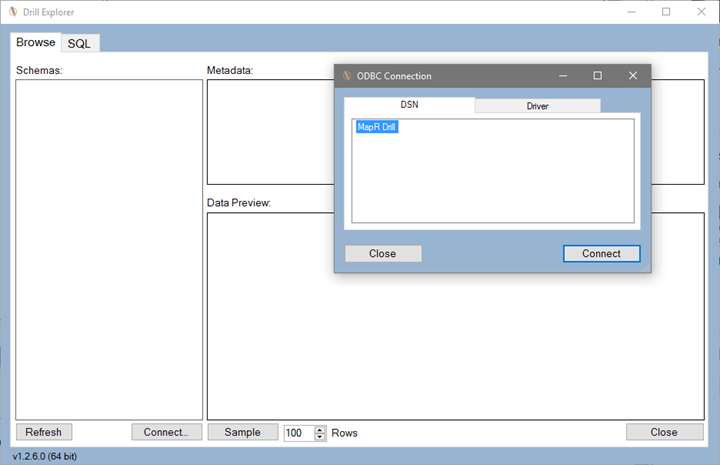 Drill Explorer
Browse SQL
Schemas:
Metadata:
ODBC Connection
DSN Driver
MapR Drill
Close Connect
Data Preview:
Refresh Connect.. Sample 100 Rows Close
v1.2.6.0 (64 bit)